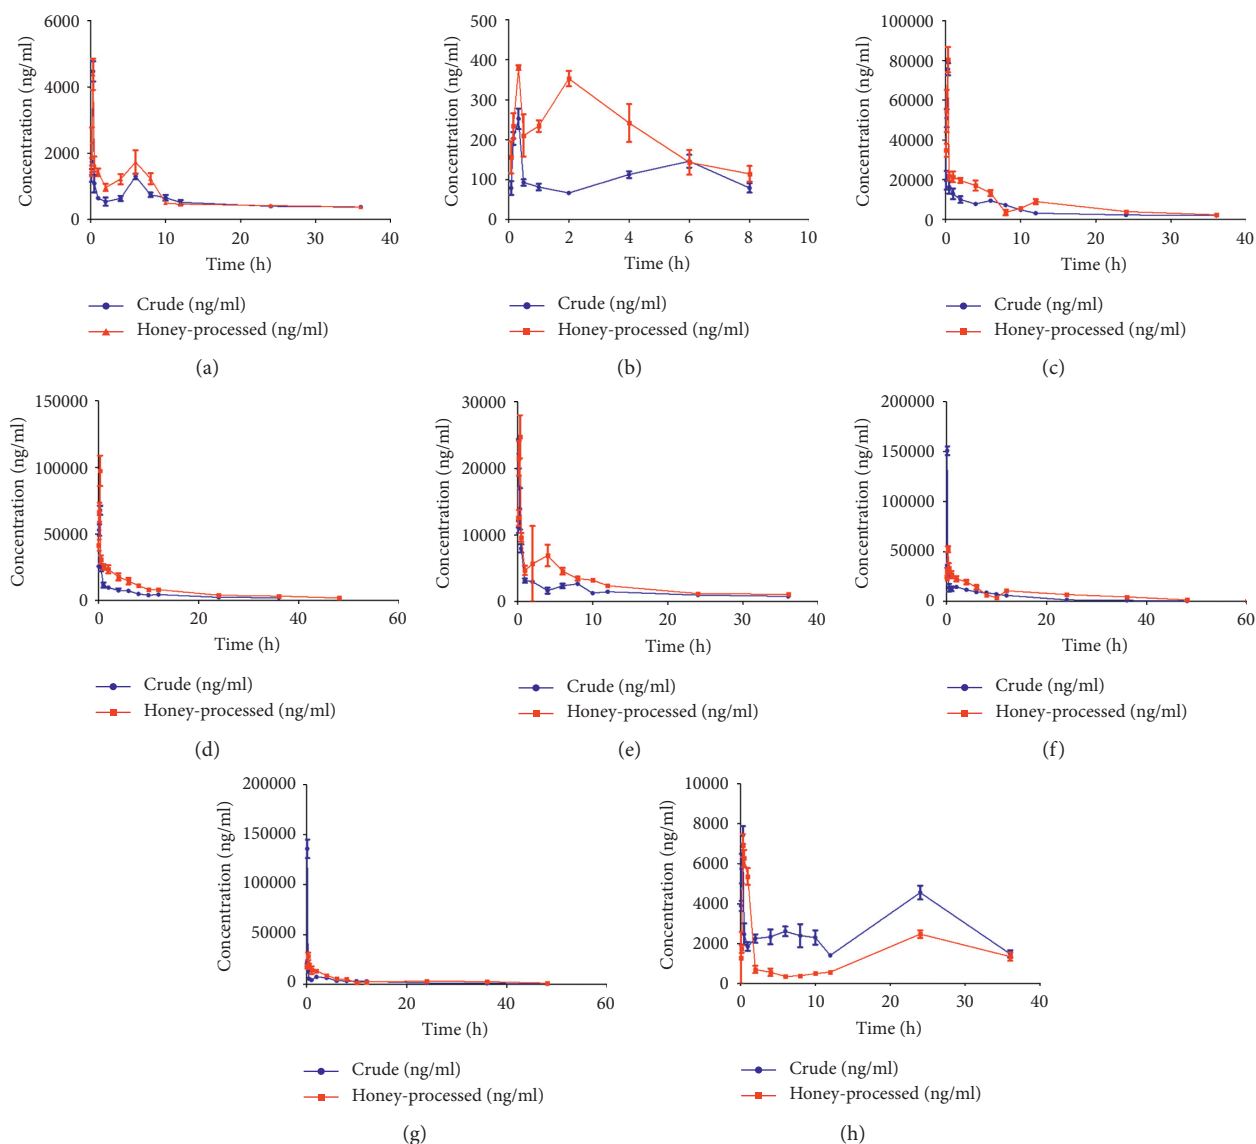 Concentration (ng/ml)
6000
4000
2000
0
0 10 20 30 40
Time (h)
Crude (ng/ml)
Honey-processed (ng/ml)
(a)
Concentration (ng/ml)
500
400
300
200
100
0
0 2 4 6 8 10
Time (h)
Crude (ng/ml)
Honey-processed (ng/ml)
(b)
Concentration (ng/ml)
100000
80000
60000
40000
20000
0
0 10 20 30 40
Time (h)
Crude (ng/ml)
Honey-processed (ng/ml)
(c)
Concentration (ng/ml)
150000
100000
50000
0
0 20 40 60
Time (h)
Crude (ng/ml)
Honey-processed (ng/ml)
(d)
Concentration (ng/ml)
30000
20000
10000
0
0 10 20 30 40
Time (h)
Crude (ng/ml)
Honey-processed (ng/ml)
(e)
Concentration (ng/ml)
200000
150000
100000
50000
0
0 20 40 60
Time (h)
Crude (ng/ml)
Honey-processed (ng/ml)
(f)
Concentration (ng/ml)
200000
150000
100000
50000
0
0 20 40 60
Time (h)
Crude (ng/ml)
Honey-processed (ng/ml)
(g)
Concentration (ng/ml)
10000
8000
6000
4000
2000
0
0 10 20 30 40
Time (h)
Crude (ng/ml)
Honey-processed (ng/ml)
(h)